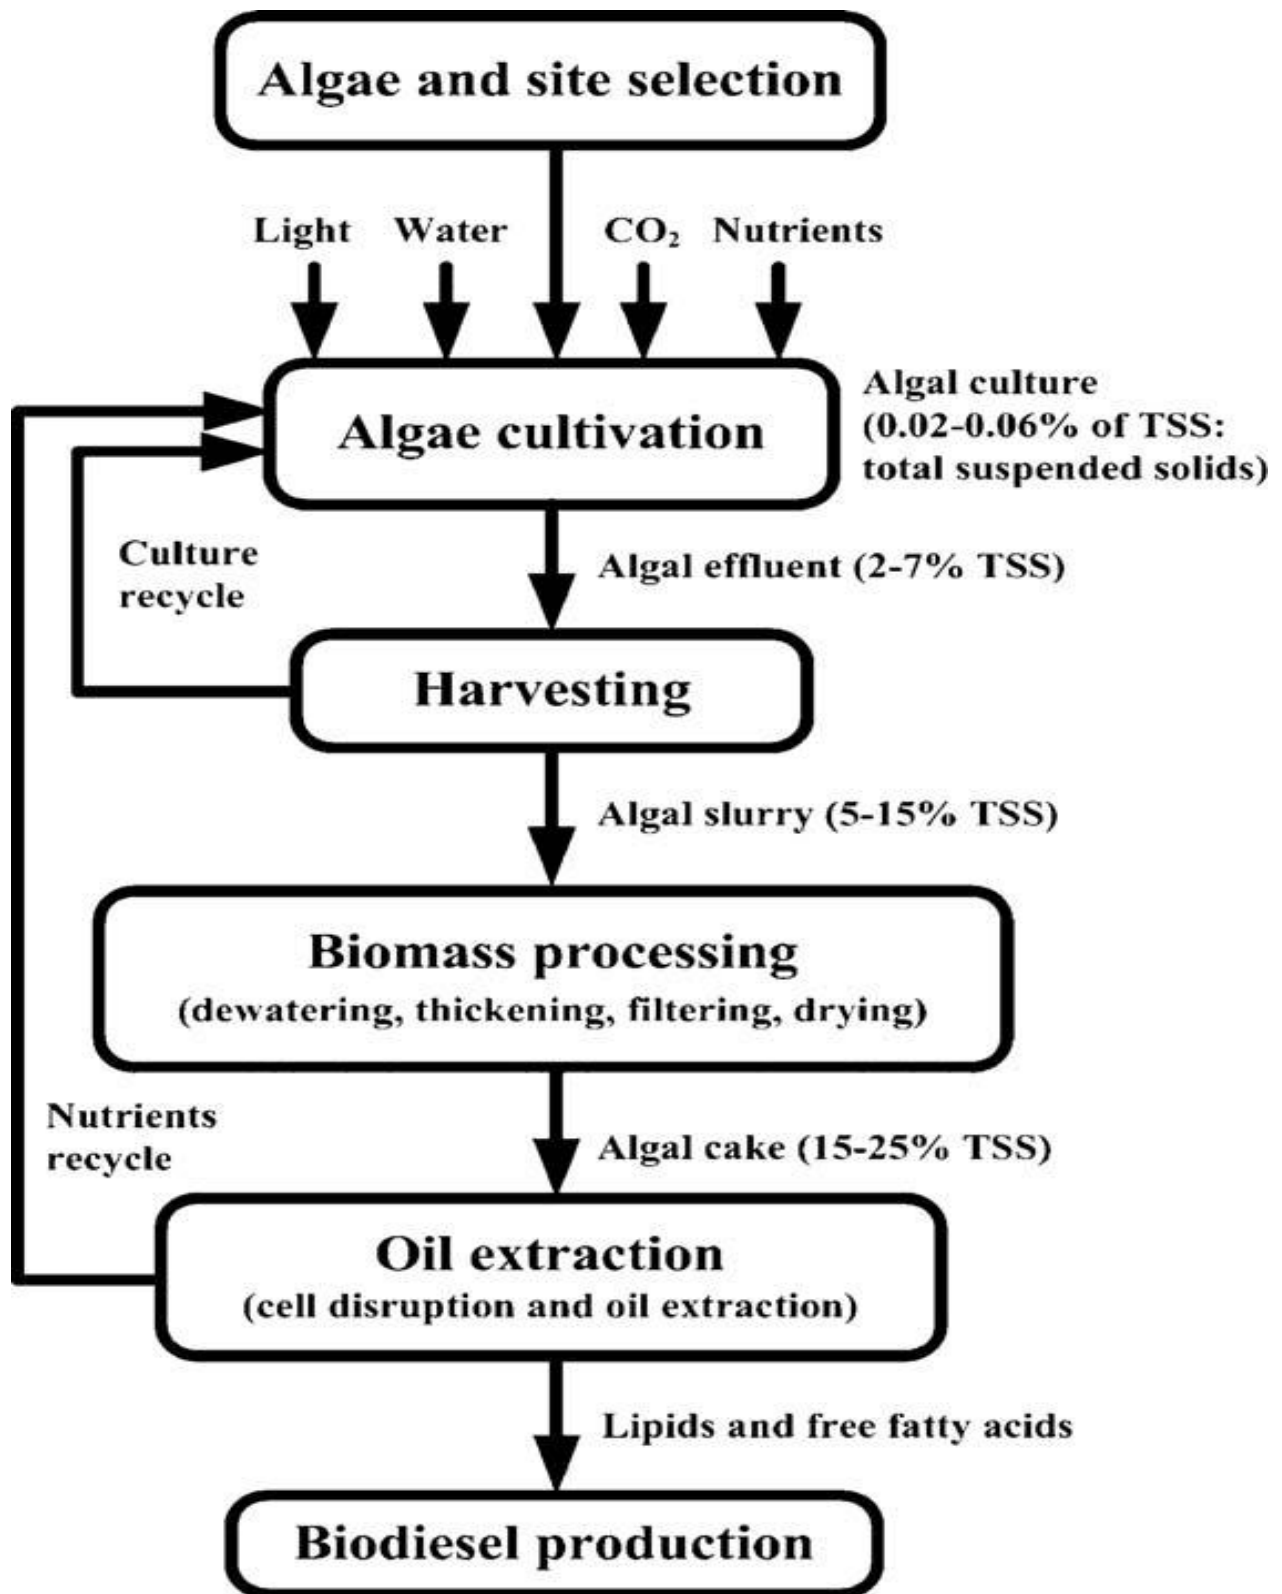 Algae and site selection
Light Water CO₂ Nutrients
Algae cultivation
Algal culture
(0.02-0.06% of TSS:
total suspended solids)
Culture
recycle
Algal effluent (2-7% TSS)
Harvesting
Algal slurry (5-15% TSS)
Biomass processing
(dewatering, thickening, filtering, drying)
Nutrients
recycle
Algal cake (15-25% TSS)
Oil extraction
(cell disruption and oil extraction)
Lipids and free fatty acids
Biodiesel production